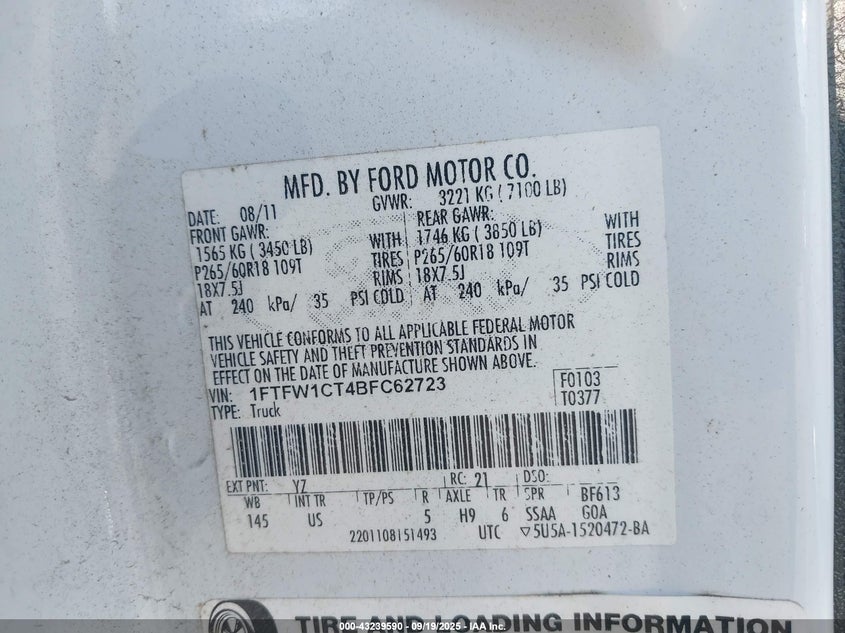 MFD. BY FORD MOTOR CO.
DATE: 08/11 GVWR: 3221 KG ( 7100 LB)
FRONT GAWR: REAR GAWR:
1565 KG ( 3450 LB) WITH 1746 KG ( 3850 LB) WITH
P265/60R18 109T TIRES P265/60R18 109T TIRES
18X7.5J RIMS 18X7.5J RIMS
AT 240 kPa/ 35 PSI COLD AT 240 kPa/ 35 PSI COLD
THIS VEHICLE CONFORMS TO ALL APPLICABLE FEDERAL MOTOR
VEHICLE SAFETY AND THEFT PREVENTION STANDARDS IN
EFFECT ON THE DATE OF MANUFACTURE SHOWN ABOVE.
VIN: 1FTFW1CT4BFC62723 F0103
TYPE: Truck T0377
EXT PNT: YZ RC: 21 DSO:
WB INT TR TP/PS R AXLE TR SPR BF613
145 US 5 H9 6 SSAA GOA
2201108151493 UTC ▽5U5A-1520472-BA
TIRE AND LOADING INFORMATION
000-43239590 - 09/19/2025 - IAA Inc.